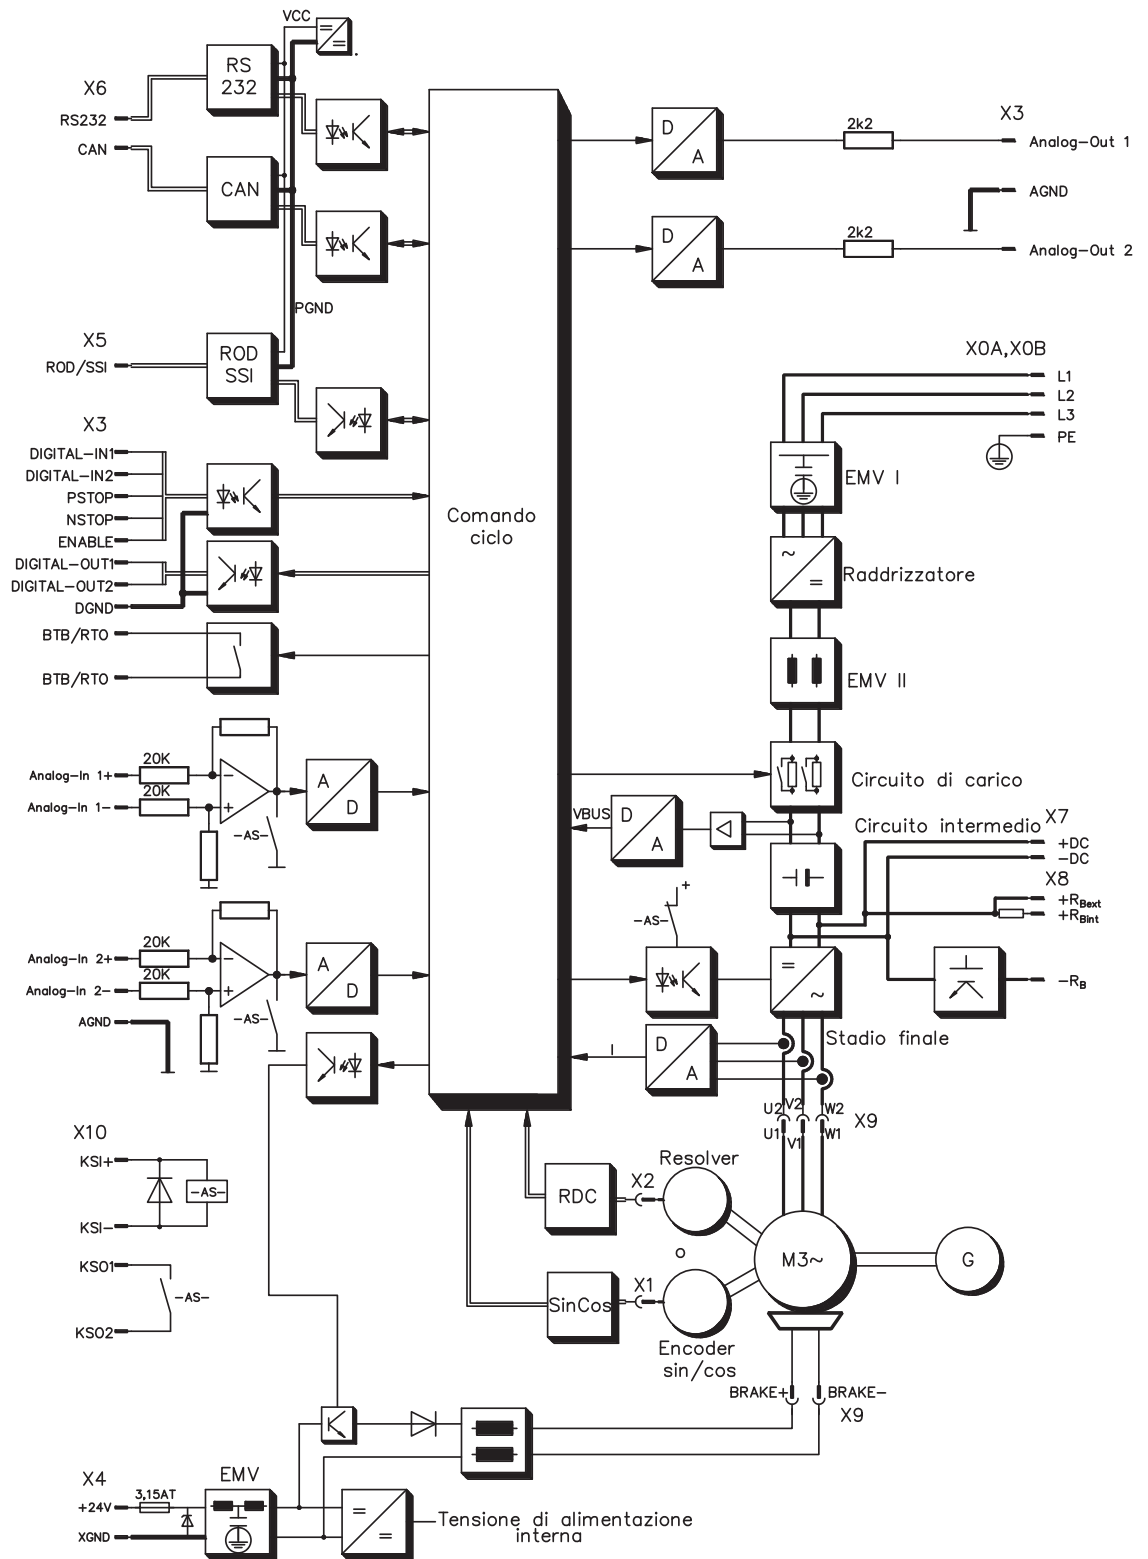 VCC
RS
232
X6
RS232
CAN
CAN
PGND
X5
ROD/SSI
ROD
SSI
X3
DIGITAL-IN1
DIGITAL-IN2
PSTOP
NSTOP
ENABLE
DIGITAL-OUT1
DIGITAL-OUT2
DGND
BTB/RTO
BTB/RTO
Analog-In 1+
20K
Analog-In 1-
20K
-
+
-AS-
A
D
Analog-In 2+
20K
Analog-In 2-
20K
-
+
-AS-
A
D
AGND
Comando
ciclo
D
A
2k2
X3
Analog-Out 1
AGND
D
A
2k2
Analog-Out 2
X0A,X0B
L1
L2
L3
PE
EMV I
~
=
Raddrizzatore
EMV II
Circuito di carico
VBUS
D
A
Circuito intermedio
X7
+DC
-DC
X8
+RBext
+RBint
-RB
+
-AS-
=
~
Stadio finale
I
D
A
U2
V2
W2
U1
V1
W1
X9
X10
KSI+
-AS-
KSI-
KSO1
-AS-
KSO2
Resolver
RDC
X2
M3~
G
O
SinCos
X1
Encoder
sin/cos
BRAKE+
BRAKE-
X9
X4
+24V
3,15AT
XGND
EMV
=
=
Tensione di alimentazione
interna